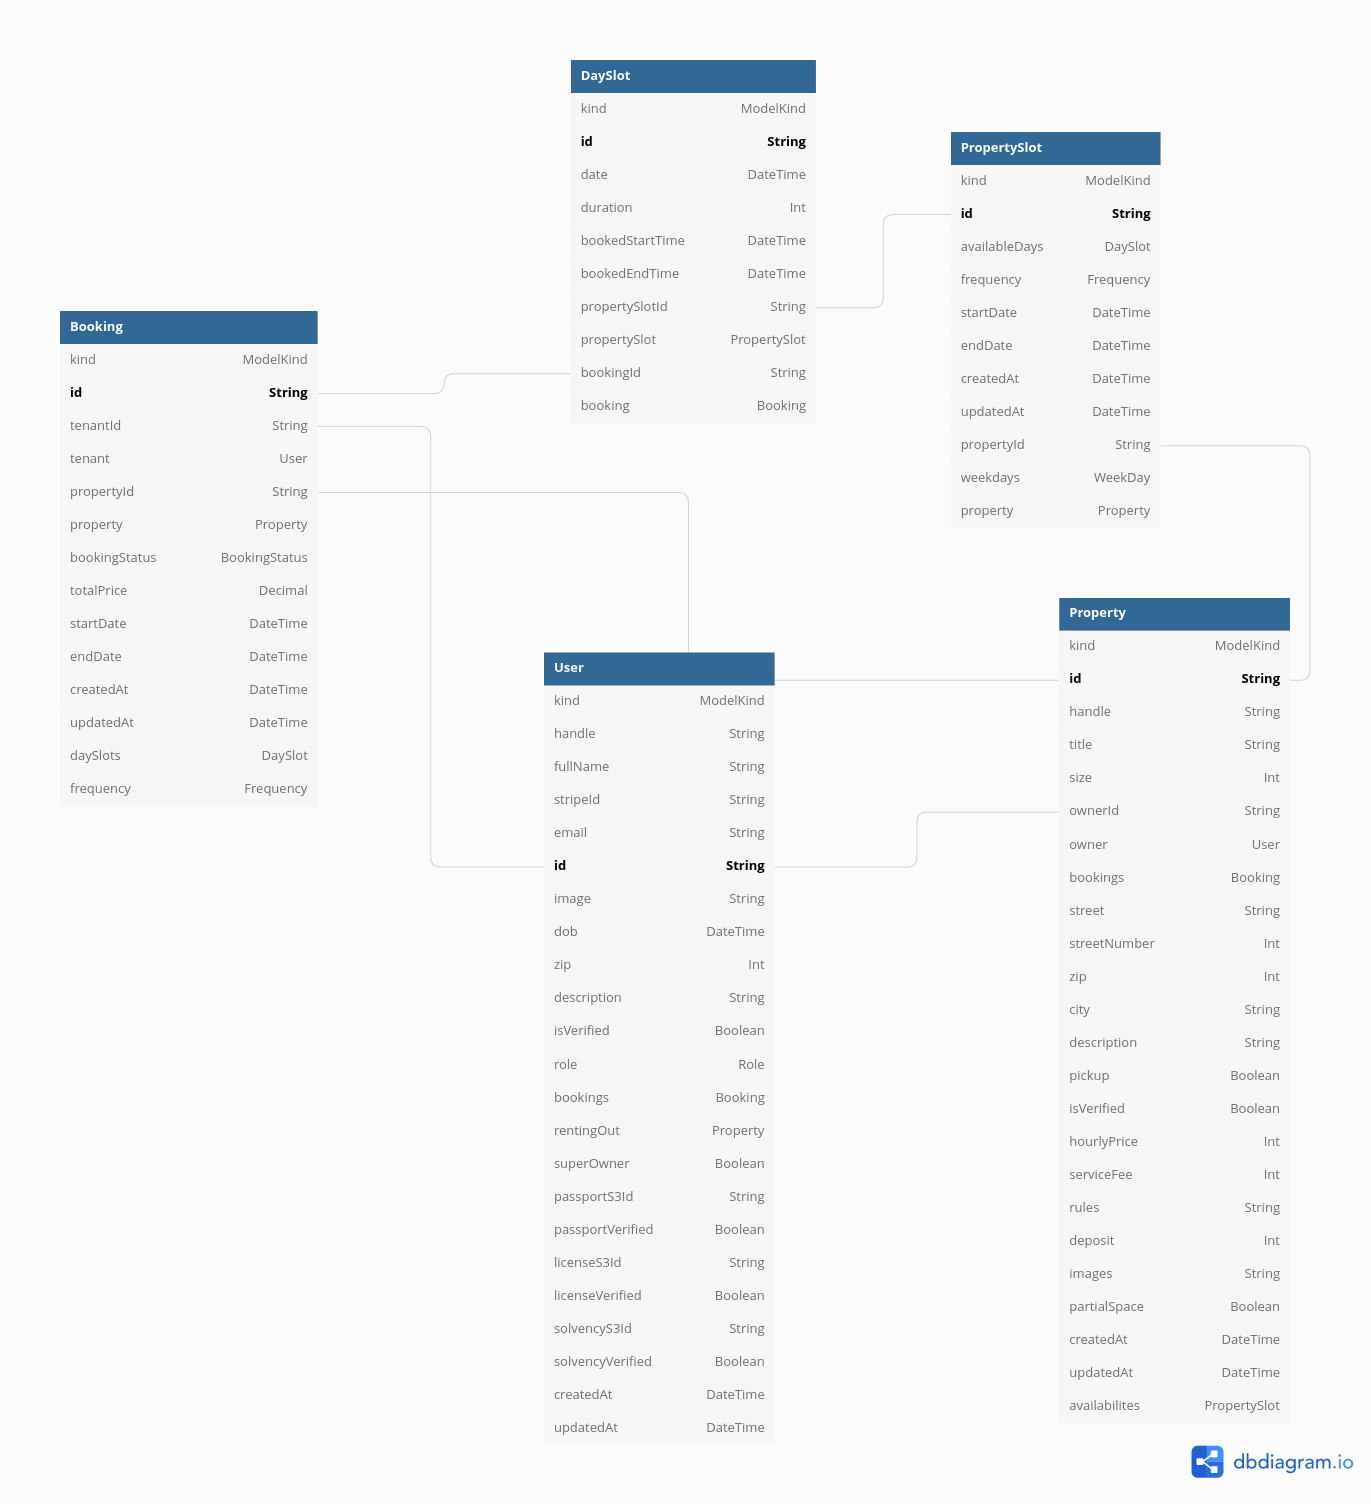 DaySlot
kind ModelKind
id String
date DateTime
duration Int
bookedStartTime DateTime
bookedEndTime DateTime
propertySlotId String
propertySlot PropertySlot
bookingId String
booking Booking
PropertySlot
kind ModelKind
id String
availableDays DaySlot
frequency Frequency
startDate DateTime
endDate DateTime
createdAt DateTime
updatedAt DateTime
propertyId String
weekdays WeekDay
property Property
Booking
kind ModelKind
id String
tenantId String
tenant User
propertyId String
property Property
bookingStatus BookingStatus
totalPrice Decimal
startDate DateTime
endDate DateTime
createdAt DateTime
updatedAt DateTime
daySlots DaySlot
frequency Frequency
User
kind ModelKind
handle String
fullName String
stripeId String
email String
id String
image String
dob DateTime
zip Int
description String
isVerified Boolean
role Role
bookings Booking
rentingOut Property
superOwner Boolean
passportS3Id String
passportVerified Boolean
licenseS3Id String
licenseVerified Boolean
solvencyS3Id String
solvencyVerified Boolean
createdAt DateTime
updatedAt DateTime
Property
kind ModelKind
id String
handle String
title String
size Int
ownerId String
owner User
bookings Booking
street String
streetNumber Int
zip Int
city String
description String
pickup Boolean
isVerified Boolean
hourlyPrice Int
serviceFee Int
rules String
deposit Int
images String
partialSpace Boolean
createdAt DateTime
updatedAt DateTime
availabilites PropertySlot
dbdiagram.io